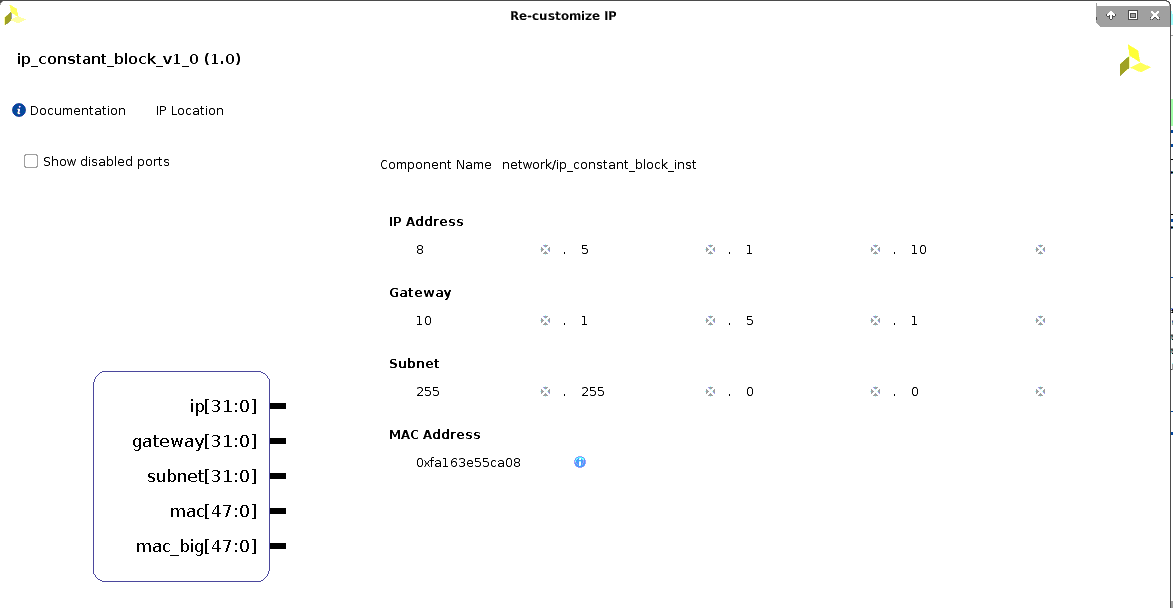 Re-customize IP
ip_constant_block_v1_0 (1.0)
Documentation IP Location
Show disabled ports
Component Name network/ip_constant_block_inst
IP Address
8 . 5 . 1 . 10
Gateway
10 . 1 . 5 . 1
Subnet
255 . 255 . 0 . 0
MAC Address
0xfa163e55ca08
ip[31:0]
gateway[31:0]
subnet[31:0]
mac[47:0]
mac_big[47:0]